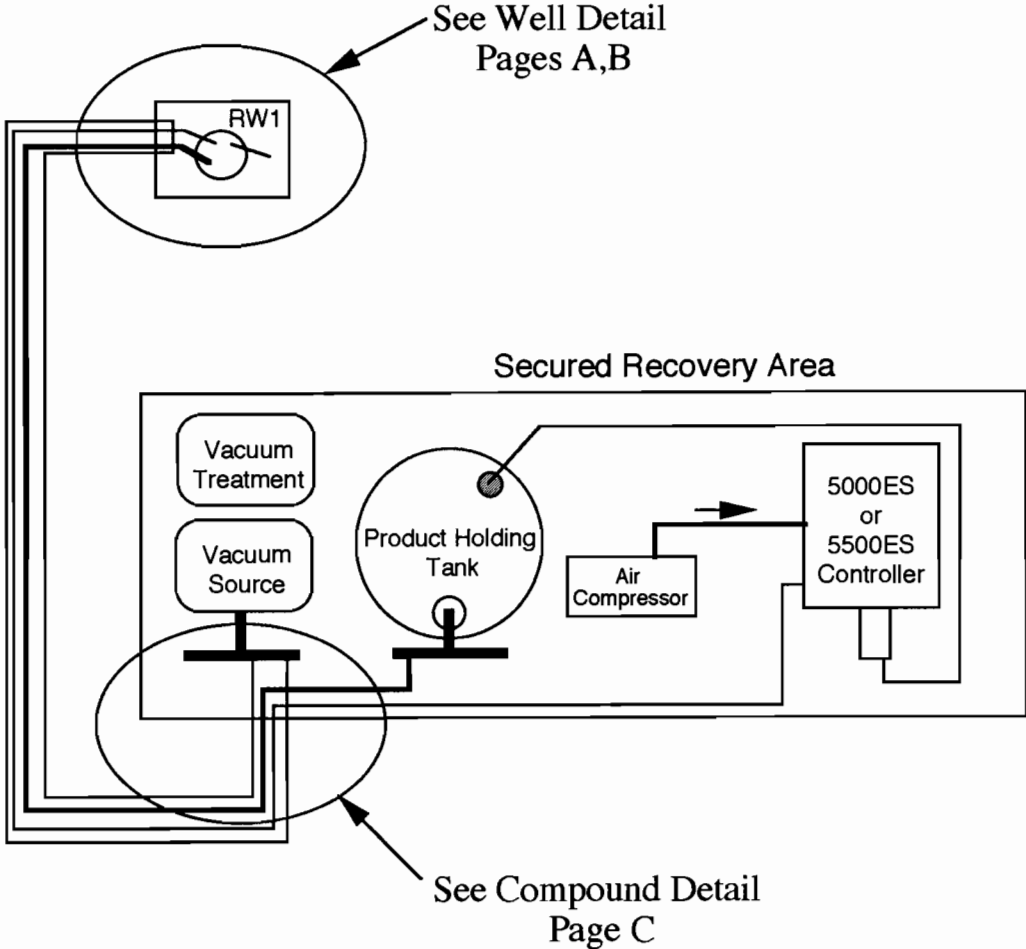 See Well Detail
Pages A,B
RW1
Secured Recovery Area
Vacuum
Treatment
Vacuum
Source
Product Holding
Tank
Air
Compressor
5000ES
or
5500ES
Controller
See Compound Detail
Page C